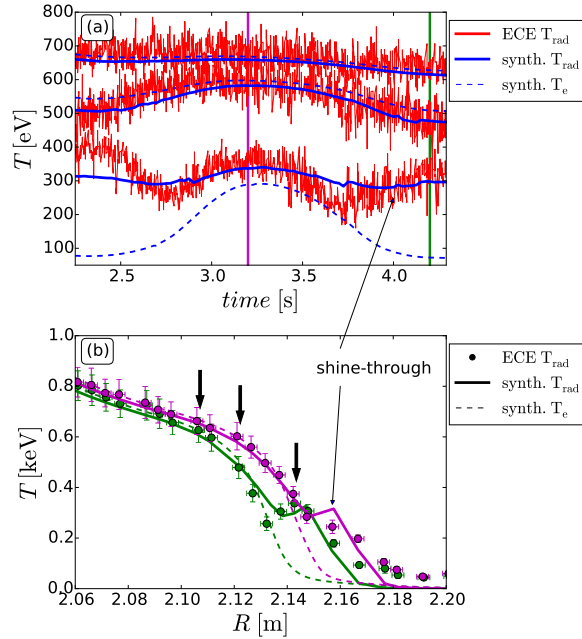 (a)
800
700
600
500
400
300
200
100
T [eV]
2.5 3.0 3.5 4.0
time [s]
ECE T_rad
synth. T_rad
synth. T_e
(b)
1.0
0.8
0.6
0.4
0.2
0.0
T [keV]
shine-through
2.06 2.08 2.10 2.12 2.14 2.16 2.18 2.20
R [m]
ECE T_rad
synth. T_rad
synth. T_e